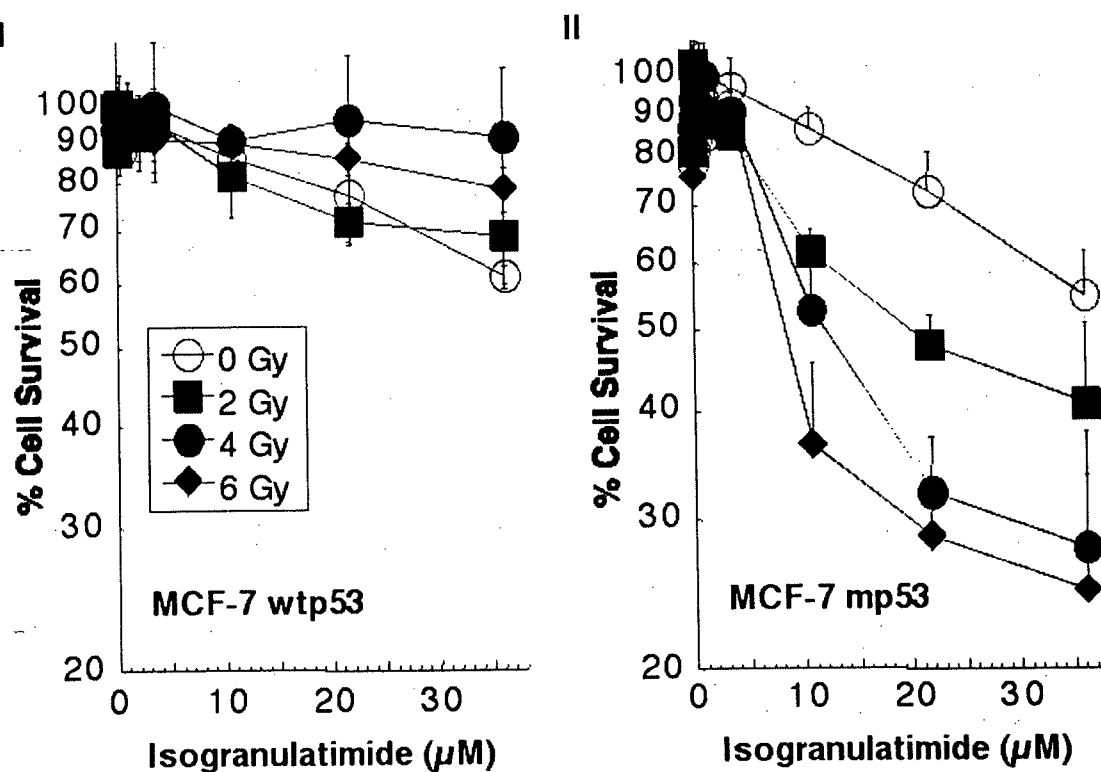 I
100
90
80
70
60
50
40
30
20
% Cell Survival
0 Gy
2 Gy
4 Gy
6 Gy
MCF-7 wtp53
0 10 20 30
Isogranulatimide (µM)
II
100
90
80
70
60
50
40
30
20
% Cell Survival
MCF-7 mp53
0 10 20 30
Isogranulatimide (µM)